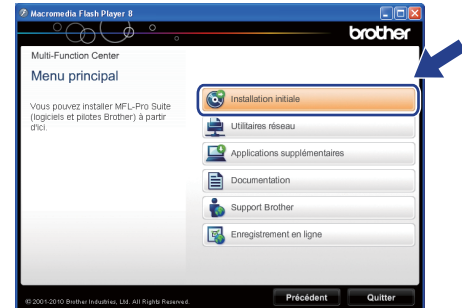 Macromedia Flash Player 8
brother
Multi-Function Center
Menu principal
Vous pouvez installer MFL-Pro Suite
(logiciels et pilotes Brother) à partir
d'ici.
Installation initiale
Utilitaires réseau
Applications supplémentaires
Documentation
Support Brother
Enregistrement en ligne
© 2001-2010 Brother Industries, Ltd. All Rights Reserved.
Précédent
Quitter